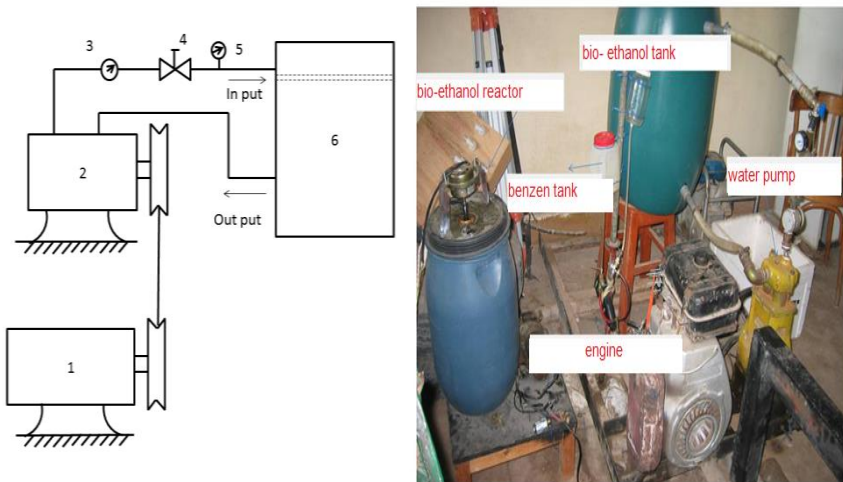 3
4
5
In put
2
6
Out put
1
bio- ethanol tank
bio-ethanol reactor
benzen tank
water pump
engine